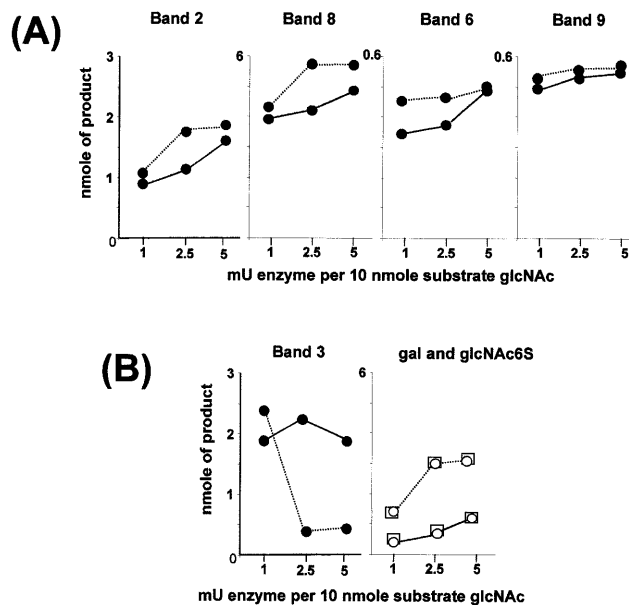 (A)
Band 2 Band 8 Band 6 Band 9
3 6 0.6 0.6
2
1
0
nmole of product
1 2.5 5 1 2.5 5 1 2.5 5 1 2.5 5
mU enzyme per 10 nmole substrate glcNAc
(B)
Band 3 gal and glcNAc6S
3 6
2
1
0
nmole of product
1 2.5 5 1 2.5 5
mU enzyme per 10 nmole substrate glcNAc